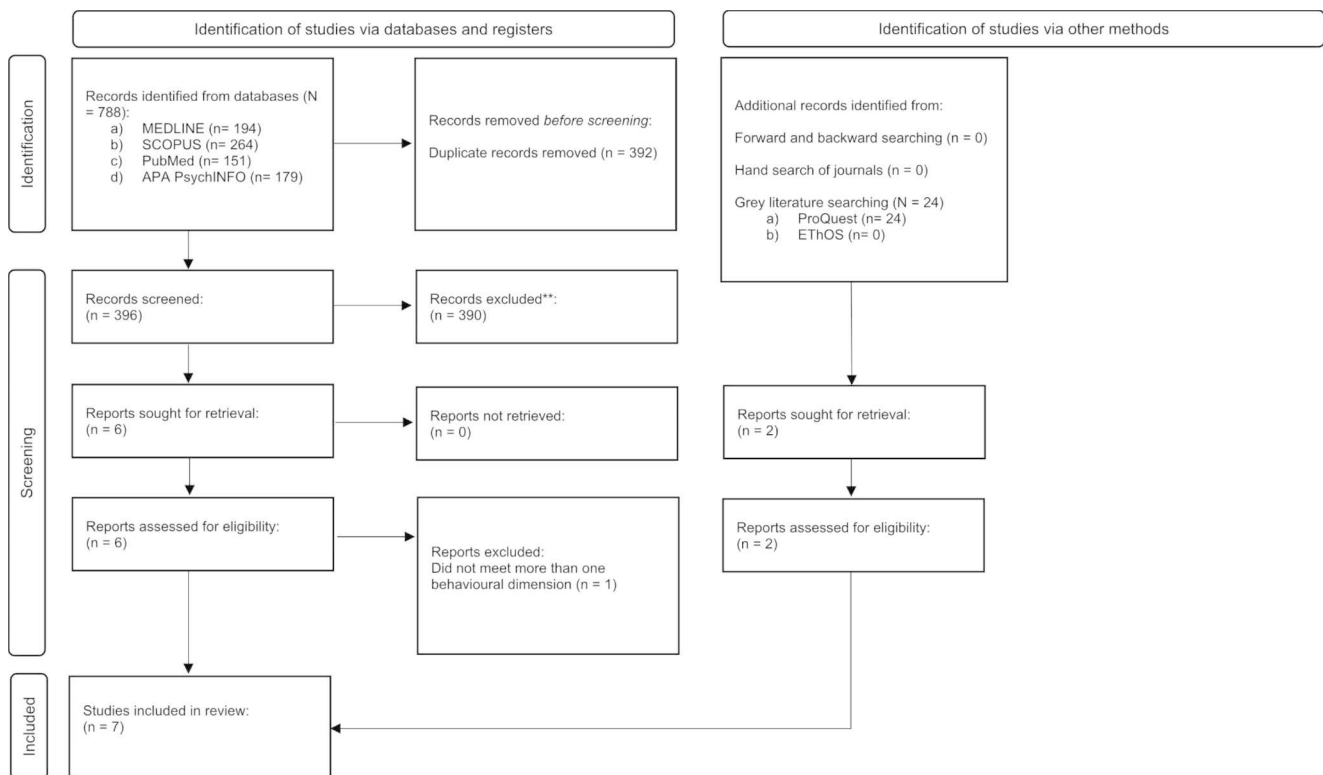 Identification of studies via databases and registers
Identification of studies via other methods
Identification
Records identified from databases (N
= 788):
a) MEDLINE (n= 194)
b) SCOPUS (n= 264)
c) PubMed (n= 151)
d) APA PsychINFO (n= 179)
Records removed before screening:
Duplicate records removed (n = 392)
Additional records identified from:
Forward and backward searching (n = 0)
Hand search of journals (n = 0)
Grey literature searching (N = 24)
a) ProQuest (n= 24)
b) EThOS (n= 0)
Screening
Records screened:
(n = 396)
Records excluded**:
(n = 390)
Reports sought for retrieval:
(n = 6)
Reports not retrieved:
(n = 0)
Reports sought for retrieval:
(n = 2)
Reports assessed for eligibility:
(n = 6)
Reports excluded:
Did not meet more than one
behavioural dimension (n = 1)
Reports assessed for eligibility:
(n = 2)
Included
Studies included in review:
(n = 7)